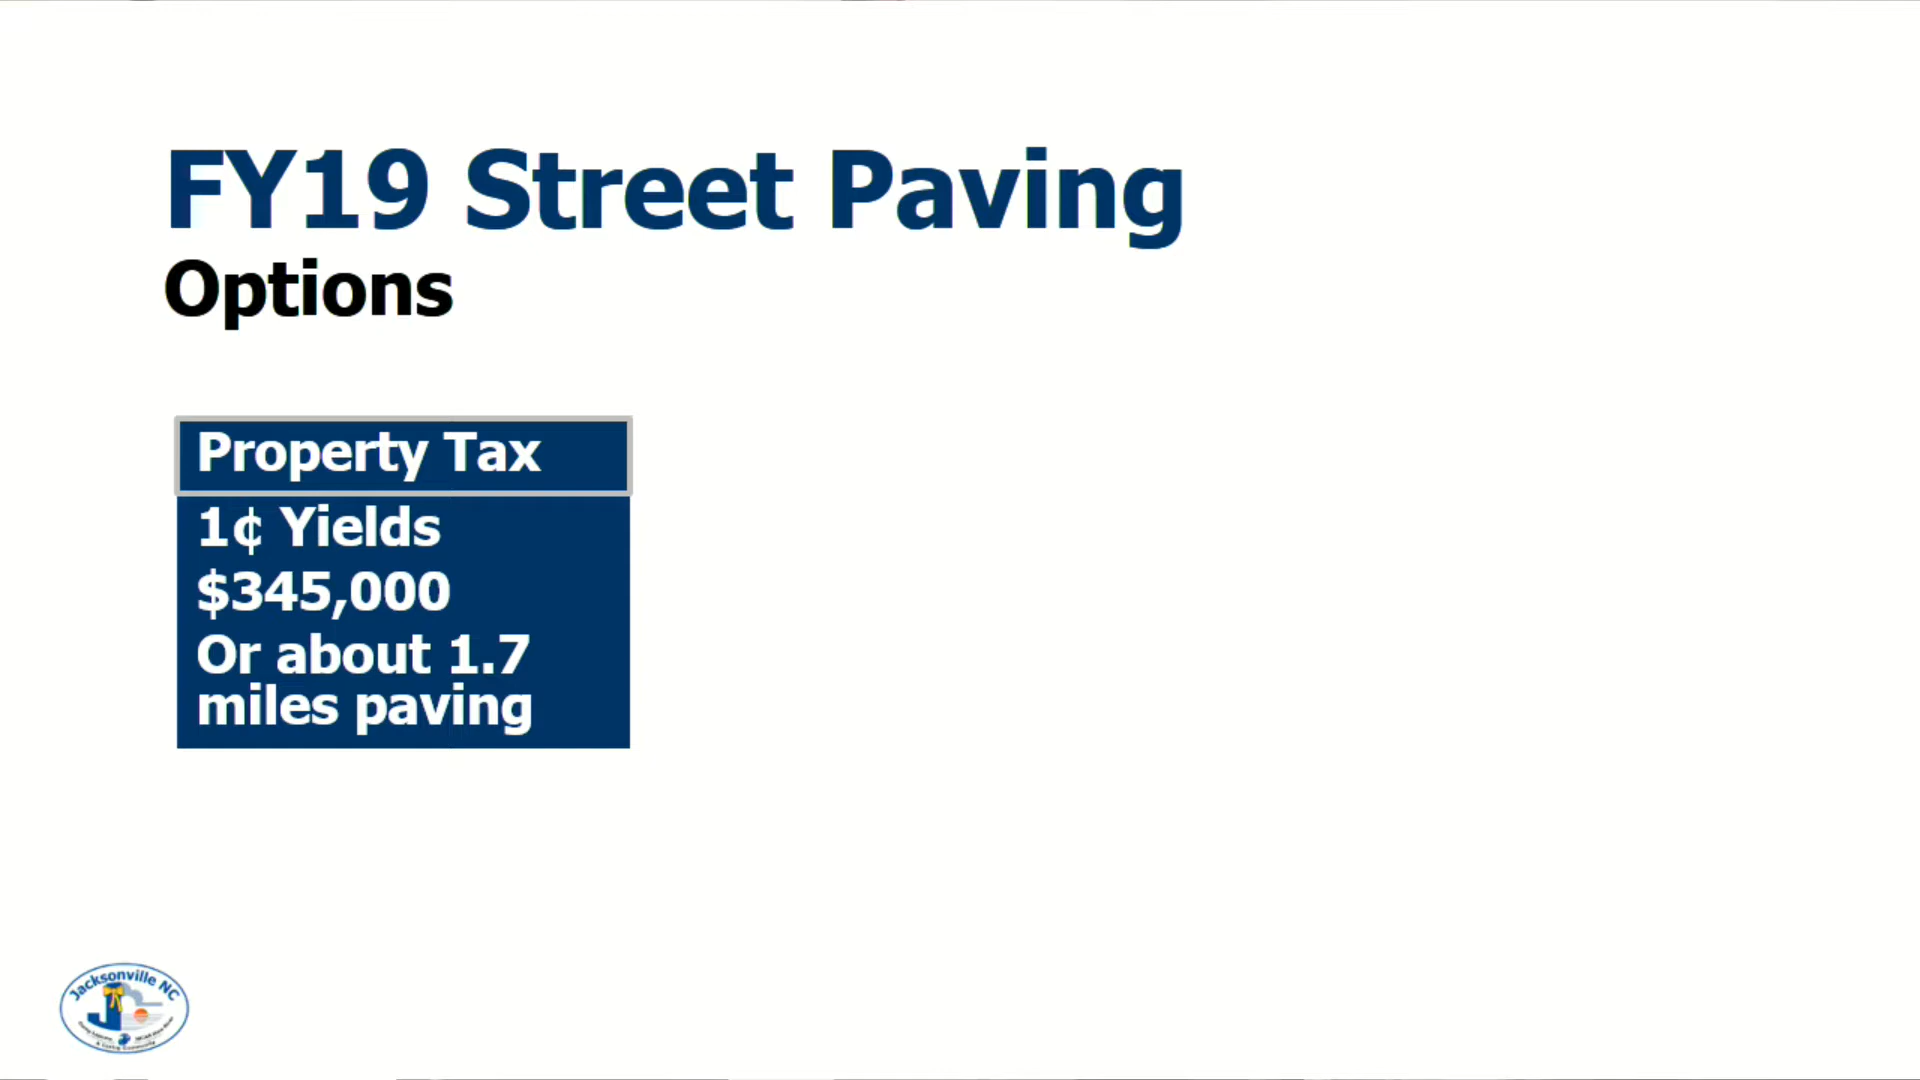 FY19 Street Paving
Options
Property Tax
1¢ Yields
$345,000
Or about 1.7
miles paving
Jacksonville NC